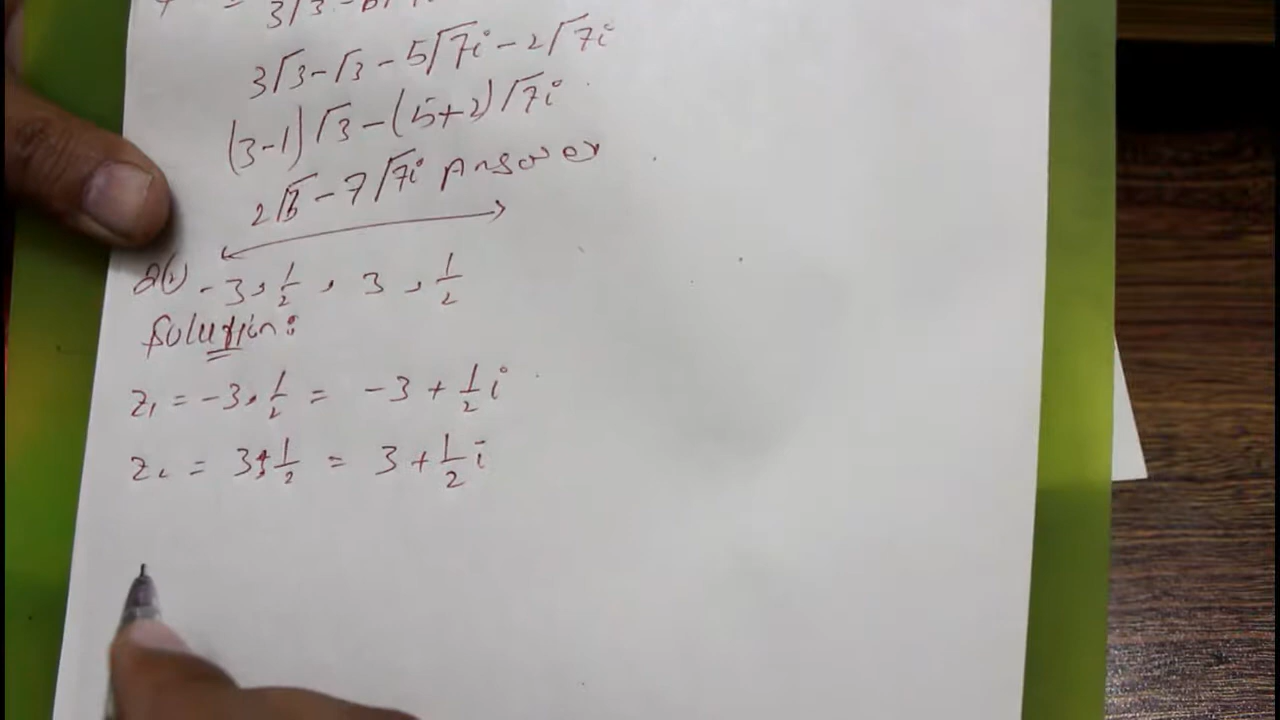 3√3 - √3 - 5√7i - 2√7i
(3-1)√3 - (5+2)√7i
2√3 - 7√7i Answer
-3, 1/2, 3, 1/2
Solution:
z₁ = -3, 1/2 = -3 + 1/2 i
z₂ = 3, 1/2 = 3 + 1/2 i